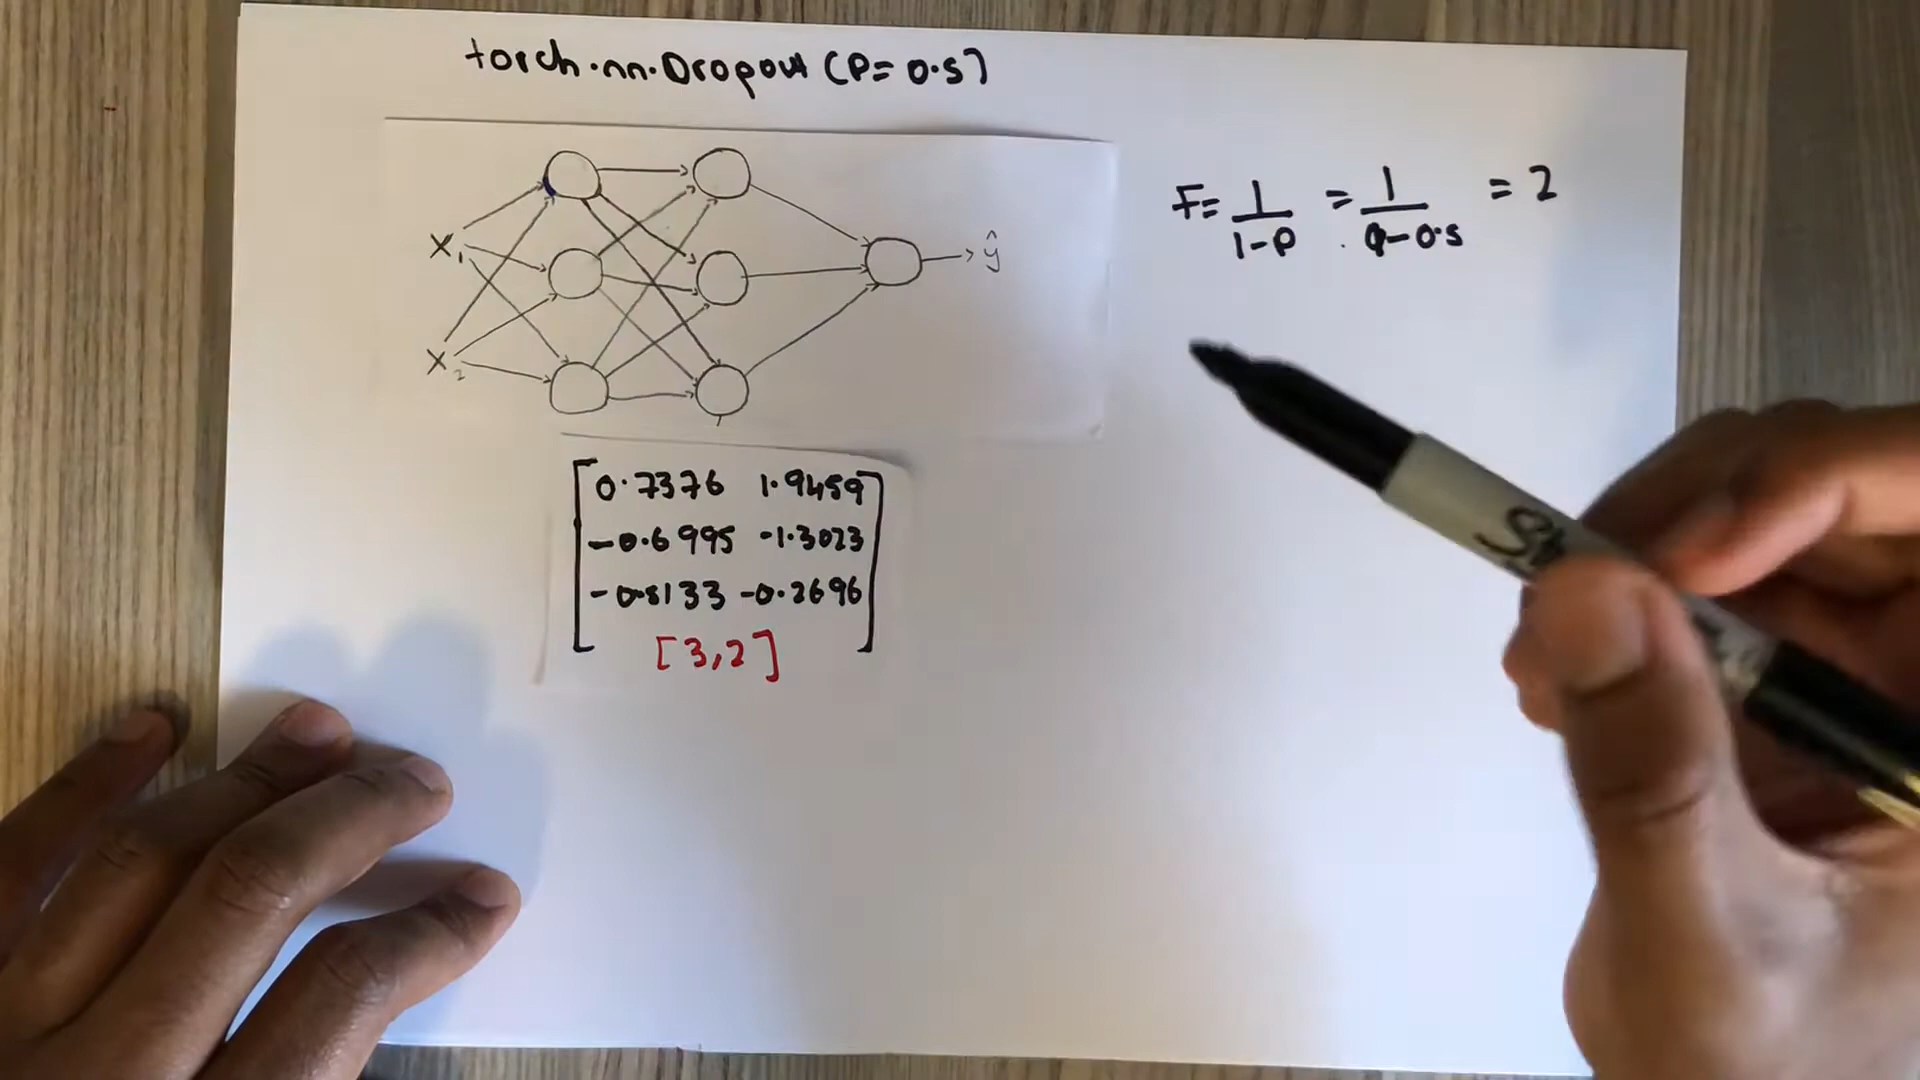 torch.nn.Dropout (P= 0.5)
F= 1/1-P = 1/1-0.5 = 2
X1
X2
ŷ
0.7376 1.9459
-0.6995 -1.3023
-0.8133 -0.2696
[3,2]